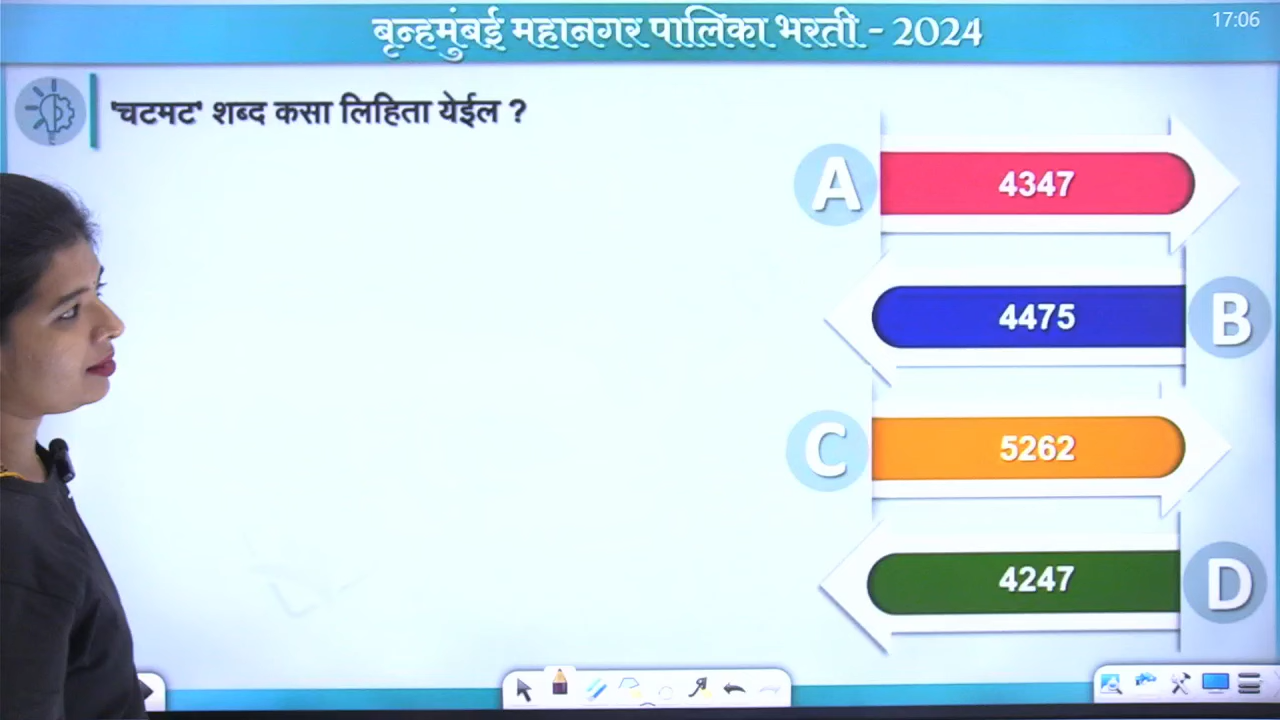 बृन्हमुंबई महानगर पालिका भरती - 2024
17:06
'चटमट' शब्द कसा लिहिता येईल ?
A 4347
4475 B
C 5262
4247 D